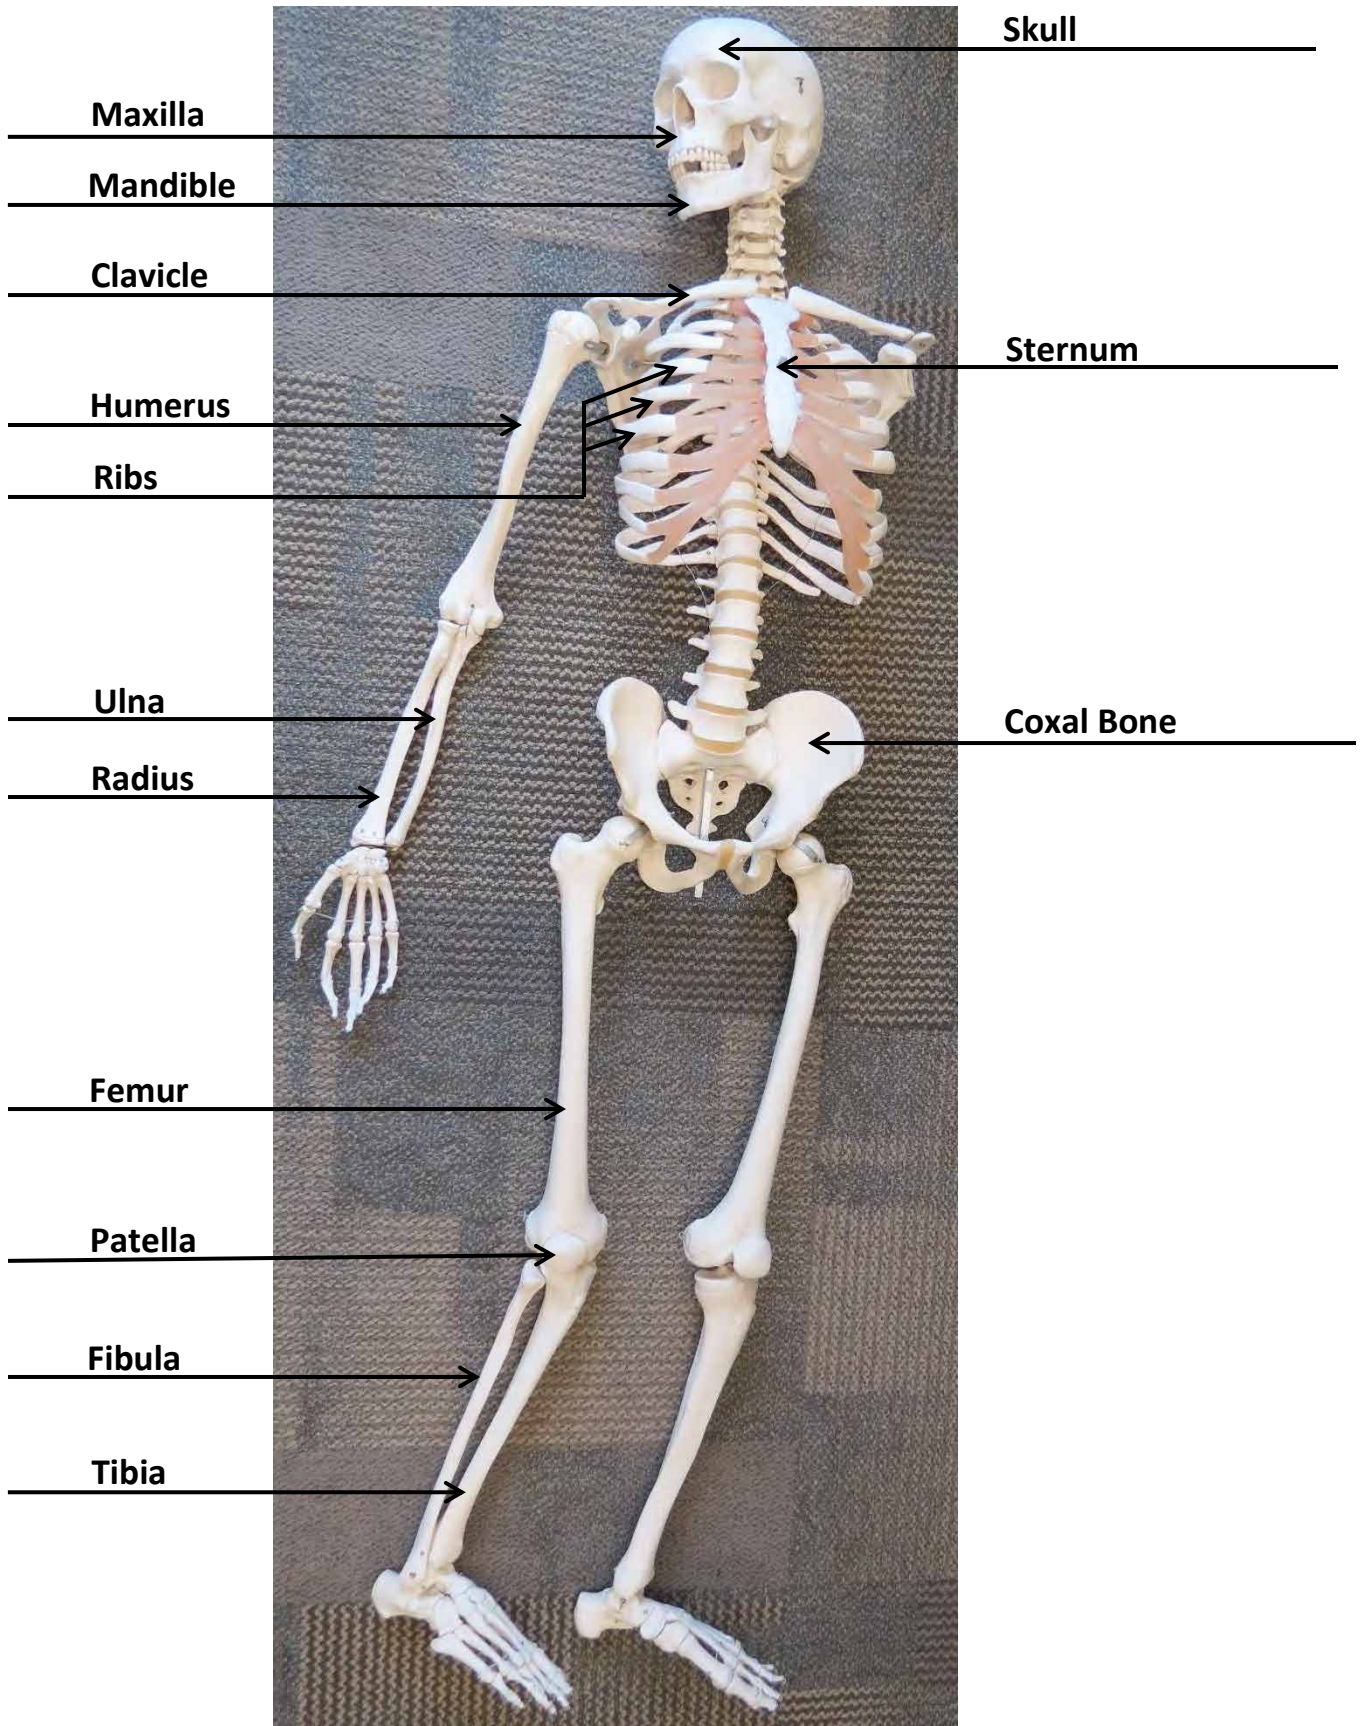 Skull
Maxilla
Mandible
Clavicle
Sternum
Humerus
Ribs
Ulna
Coxal Bone
Radius
Femur
Patella
Fibula
Tibia